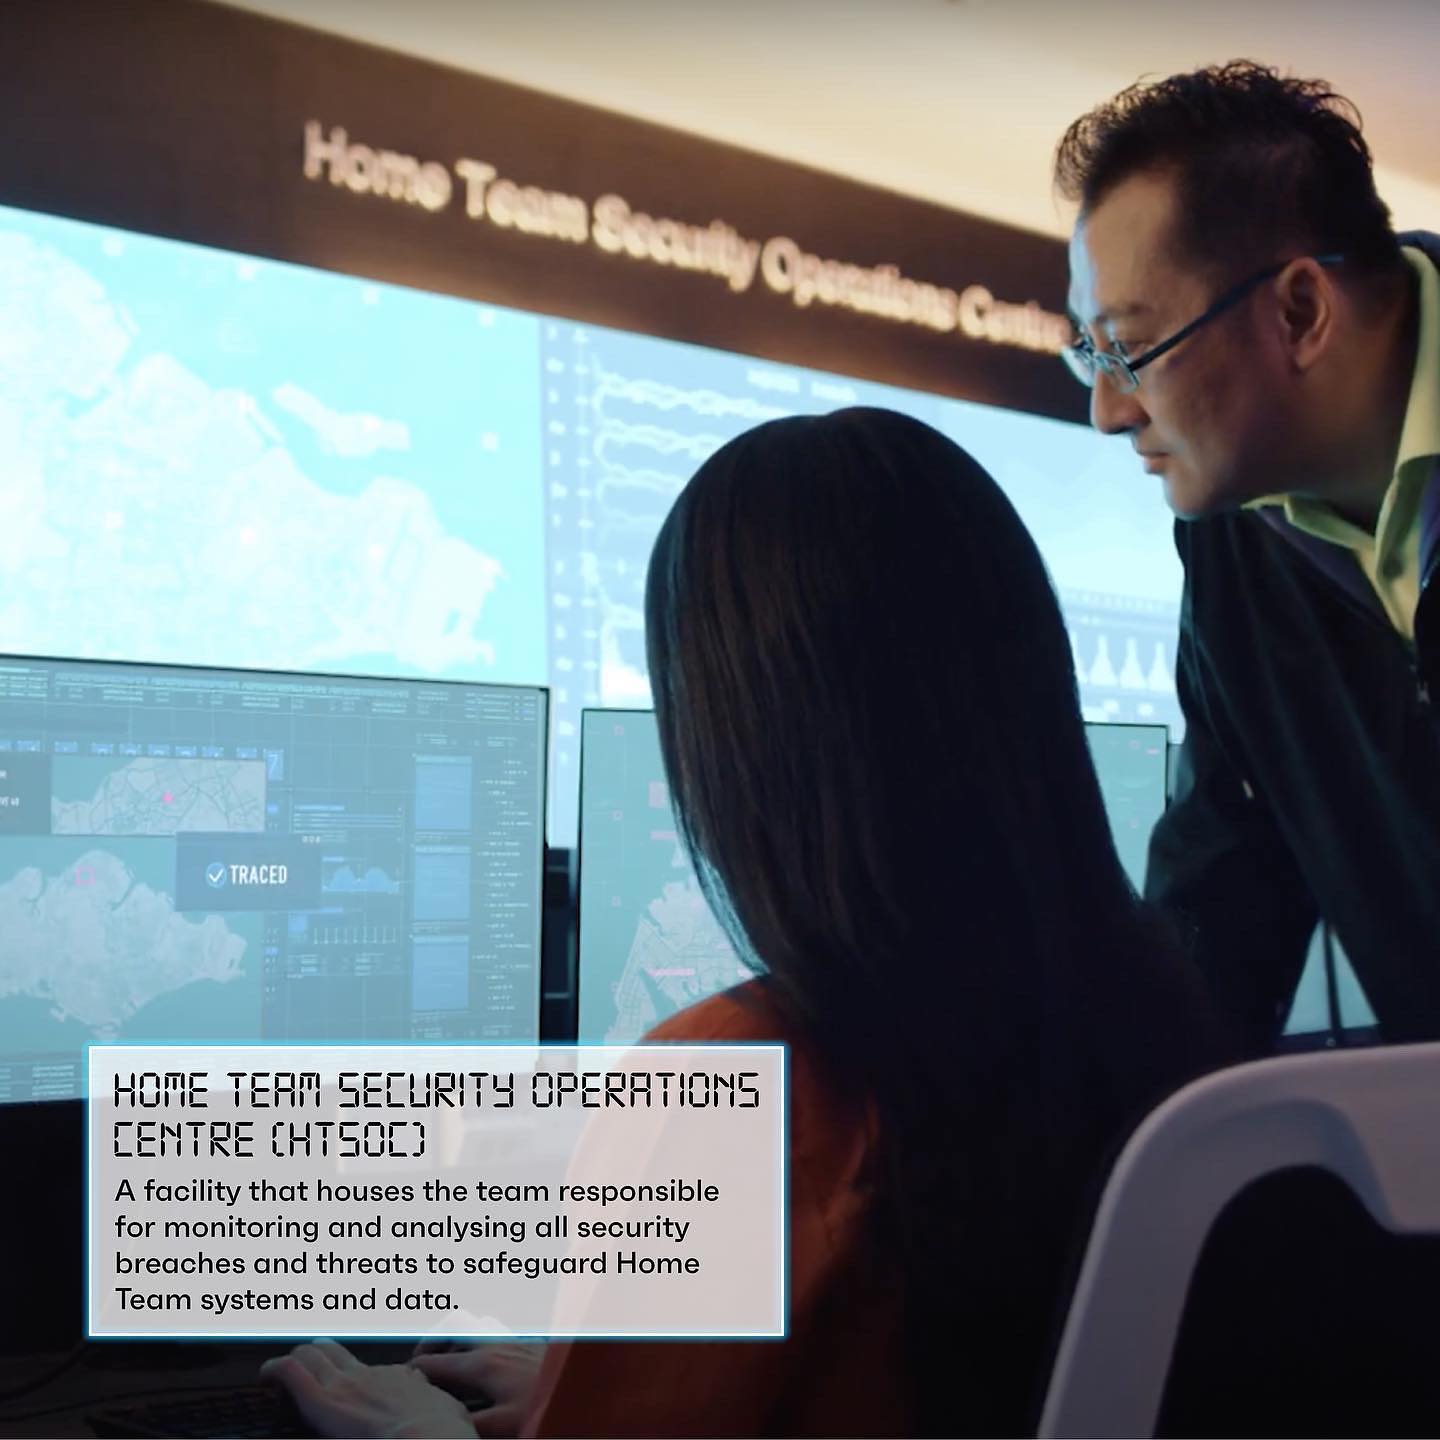 Home Team Security Operations Centre
TRACED
HOME TEAM SECURITY OPERATIONS
CENTRE (HTSOC)
A facility that houses the team responsible
for monitoring and analysing all security
breaches and threats to safeguard Home
Team systems and data.